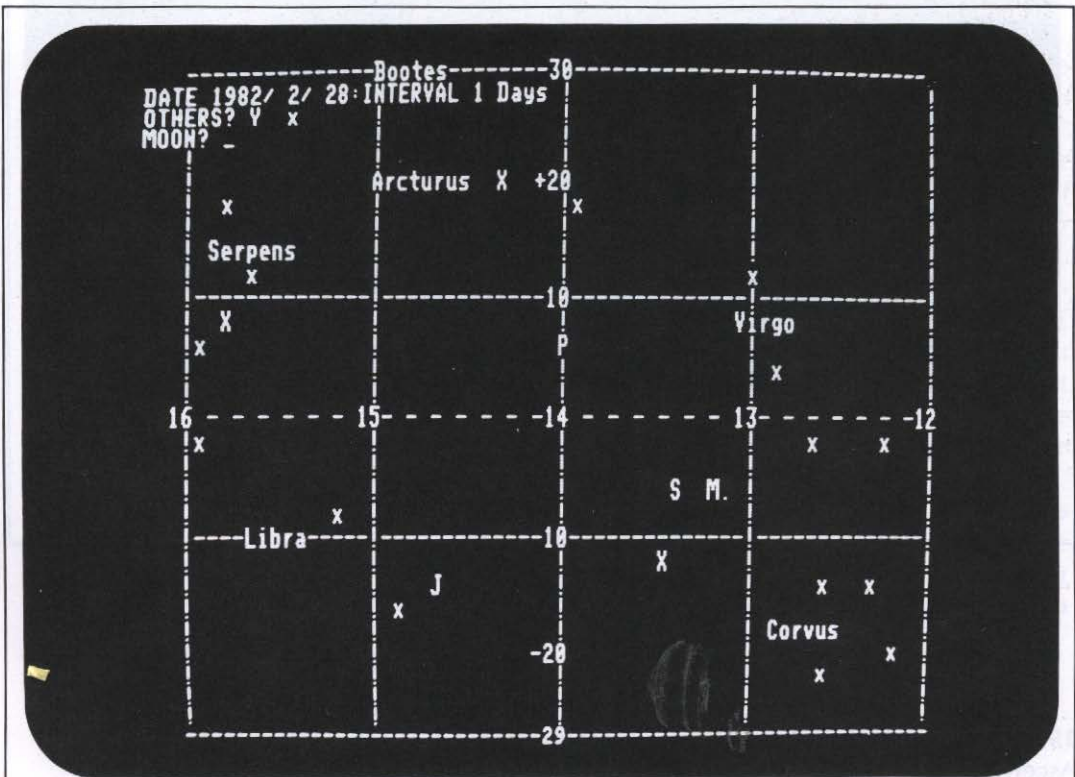 Bootes 30
DATE 1982/ 2/ 28:INTERVAL 1 Days
OTHERS? Y x
MOON? _
Arcturus X +20
x x
Serpens
x x
10
X Virgo
x P
x
16 15 14 13 12
x x x
S M.
x
Libra 10
X
J x x
x
Corvus
-20 x
x
29